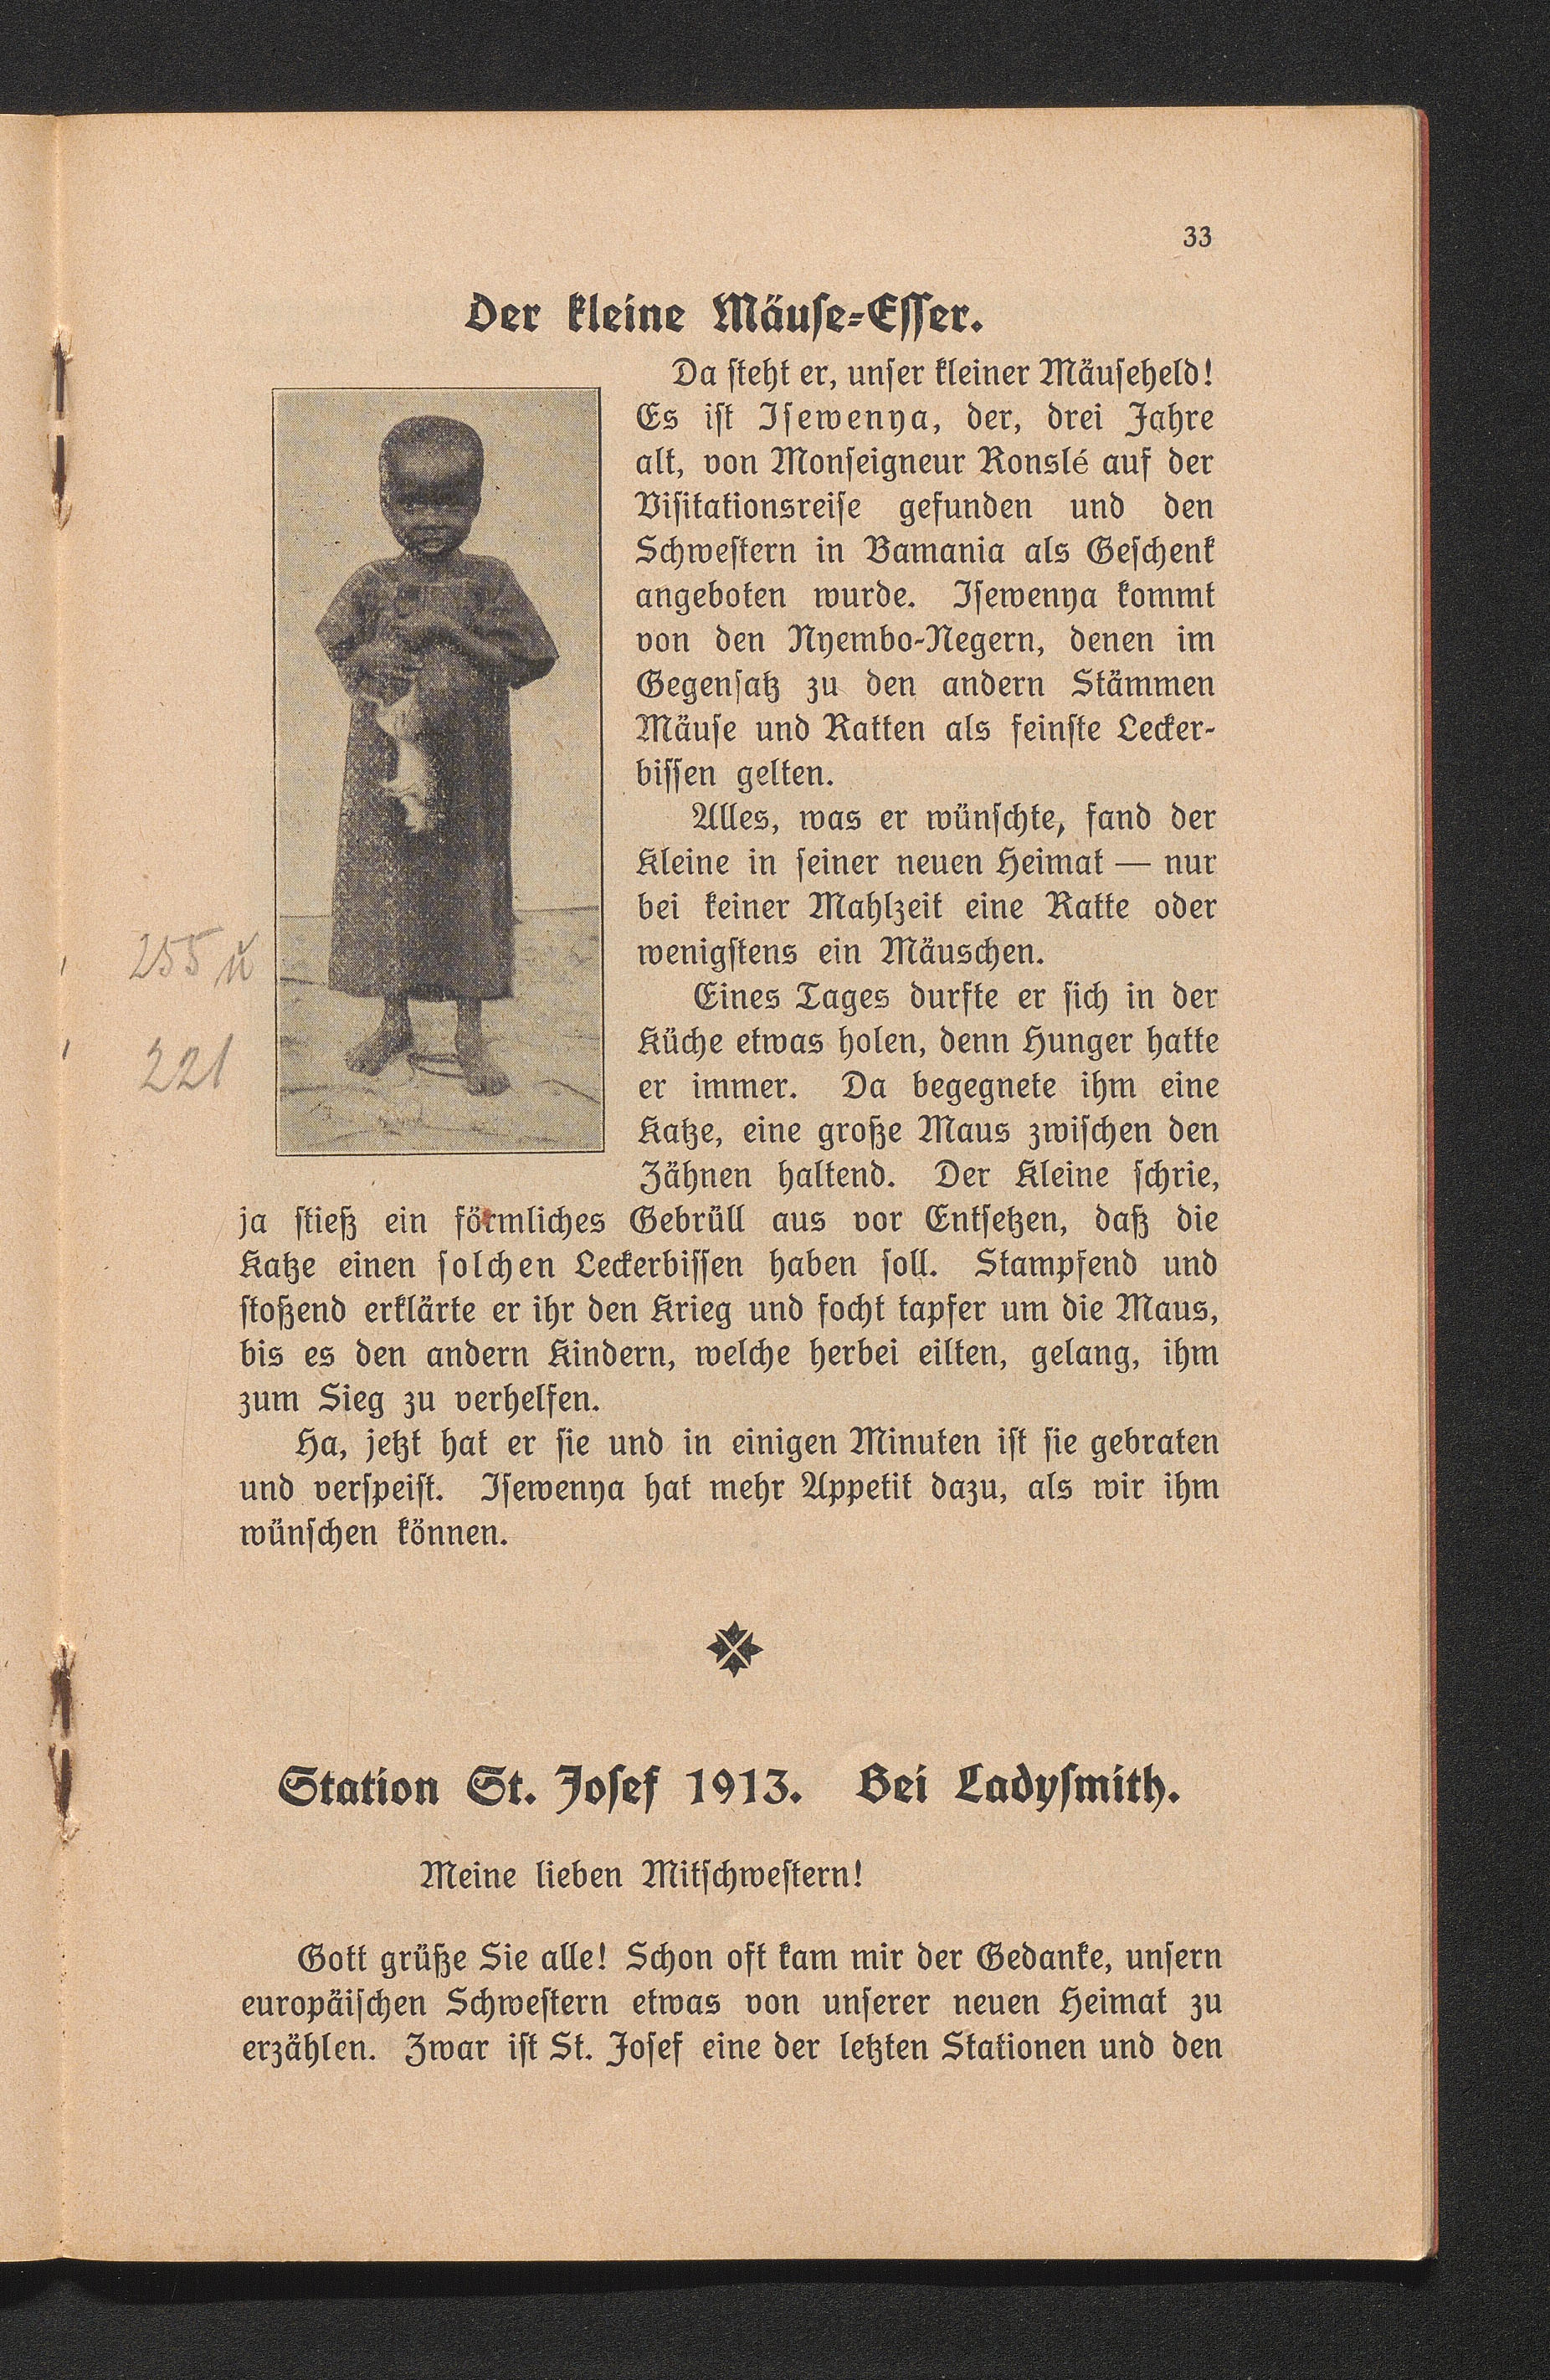 33
Der kleine Mäuse-Esser.
Da steht er, unser kleiner Mäuseheld!
Es ist Isewenya, der, drei Jahre
alt, von Monseigneur Ronslé auf der
Visitationsreise gefunden und den
Schwestern in Bamania als Geschenk
angeboten wurde. Isewenya kommt
von den Nyembo-Negern, denen im
Gegensatz zu den andern Stämmen
Mäuse und Ratten als feinste Lecker-
bissen gelten.
Alles, was er wünschte, fand der
Kleine in seiner neuen Heimat — nur
bei keiner Mahlzeit eine Ratte oder
wenigstens ein Mäuschen.
Eines Tages durfte er sich in der
Küche etwas holen, denn Hunger hatte
er immer. Da begegnete ihm eine
Katze, eine große Maus zwischen den
Zähnen haltend. Der Kleine schrie,
ja stieß ein förmliches Gebrüll aus vor Entsetzen, daß die
Katze einen solchen Leckerbissen haben soll. Stampfend und
stoßend erklärte er ihr den Krieg und focht tapfer um die Maus,
bis es den andern Kindern, welche herbei eilten, gelang, ihm
zum Sieg zu verhelfen.
Ha, jetzt hat er sie und in einigen Minuten ist sie gebraten
und verspeist. Isewenya hat mehr Appetit dazu, als wir ihm
wünschen können.
255
221
Station St. Josef 1913. Bei Ladysmith.
Meine lieben Mitschwestern!
Gott grüße Sie alle! Schon oft kam mir der Gedanke, unsern
europäischen Schwestern etwas von unserer neuen Heimat zu
erzählen. Zwar ist St. Josef eine der letzten Stationen und den